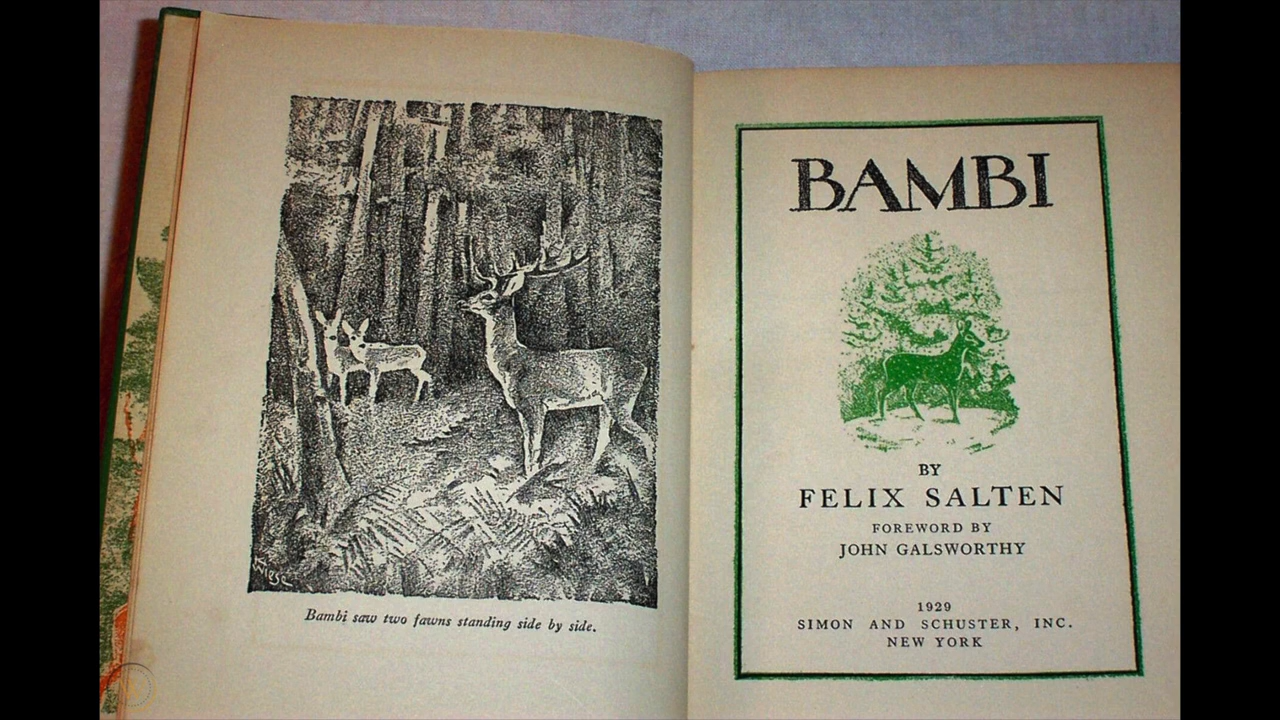 Wiese
Bambi saw two fawns standing side by side.
BAMBI
BY
FELIX SALTEN
FOREWORD BY
JOHN GALSWORTHY
1929
SIMON AND SCHUSTER, INC.
NEW YORK